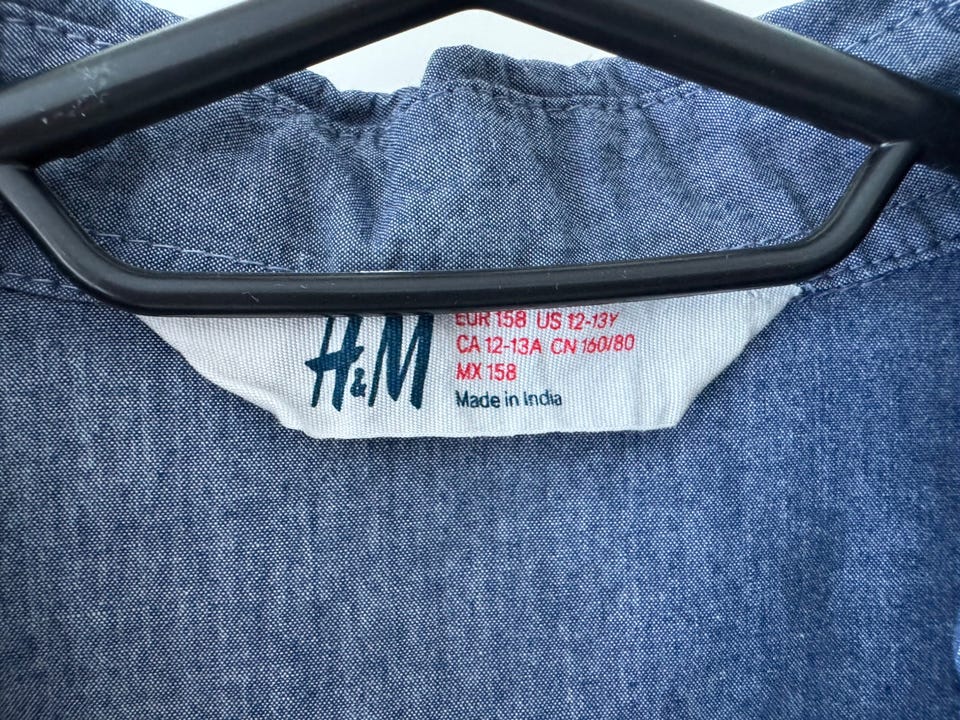 H&M
EUR 158 US 12-13Y
CA 12-13A CN 160/80
MX 158
Made in India